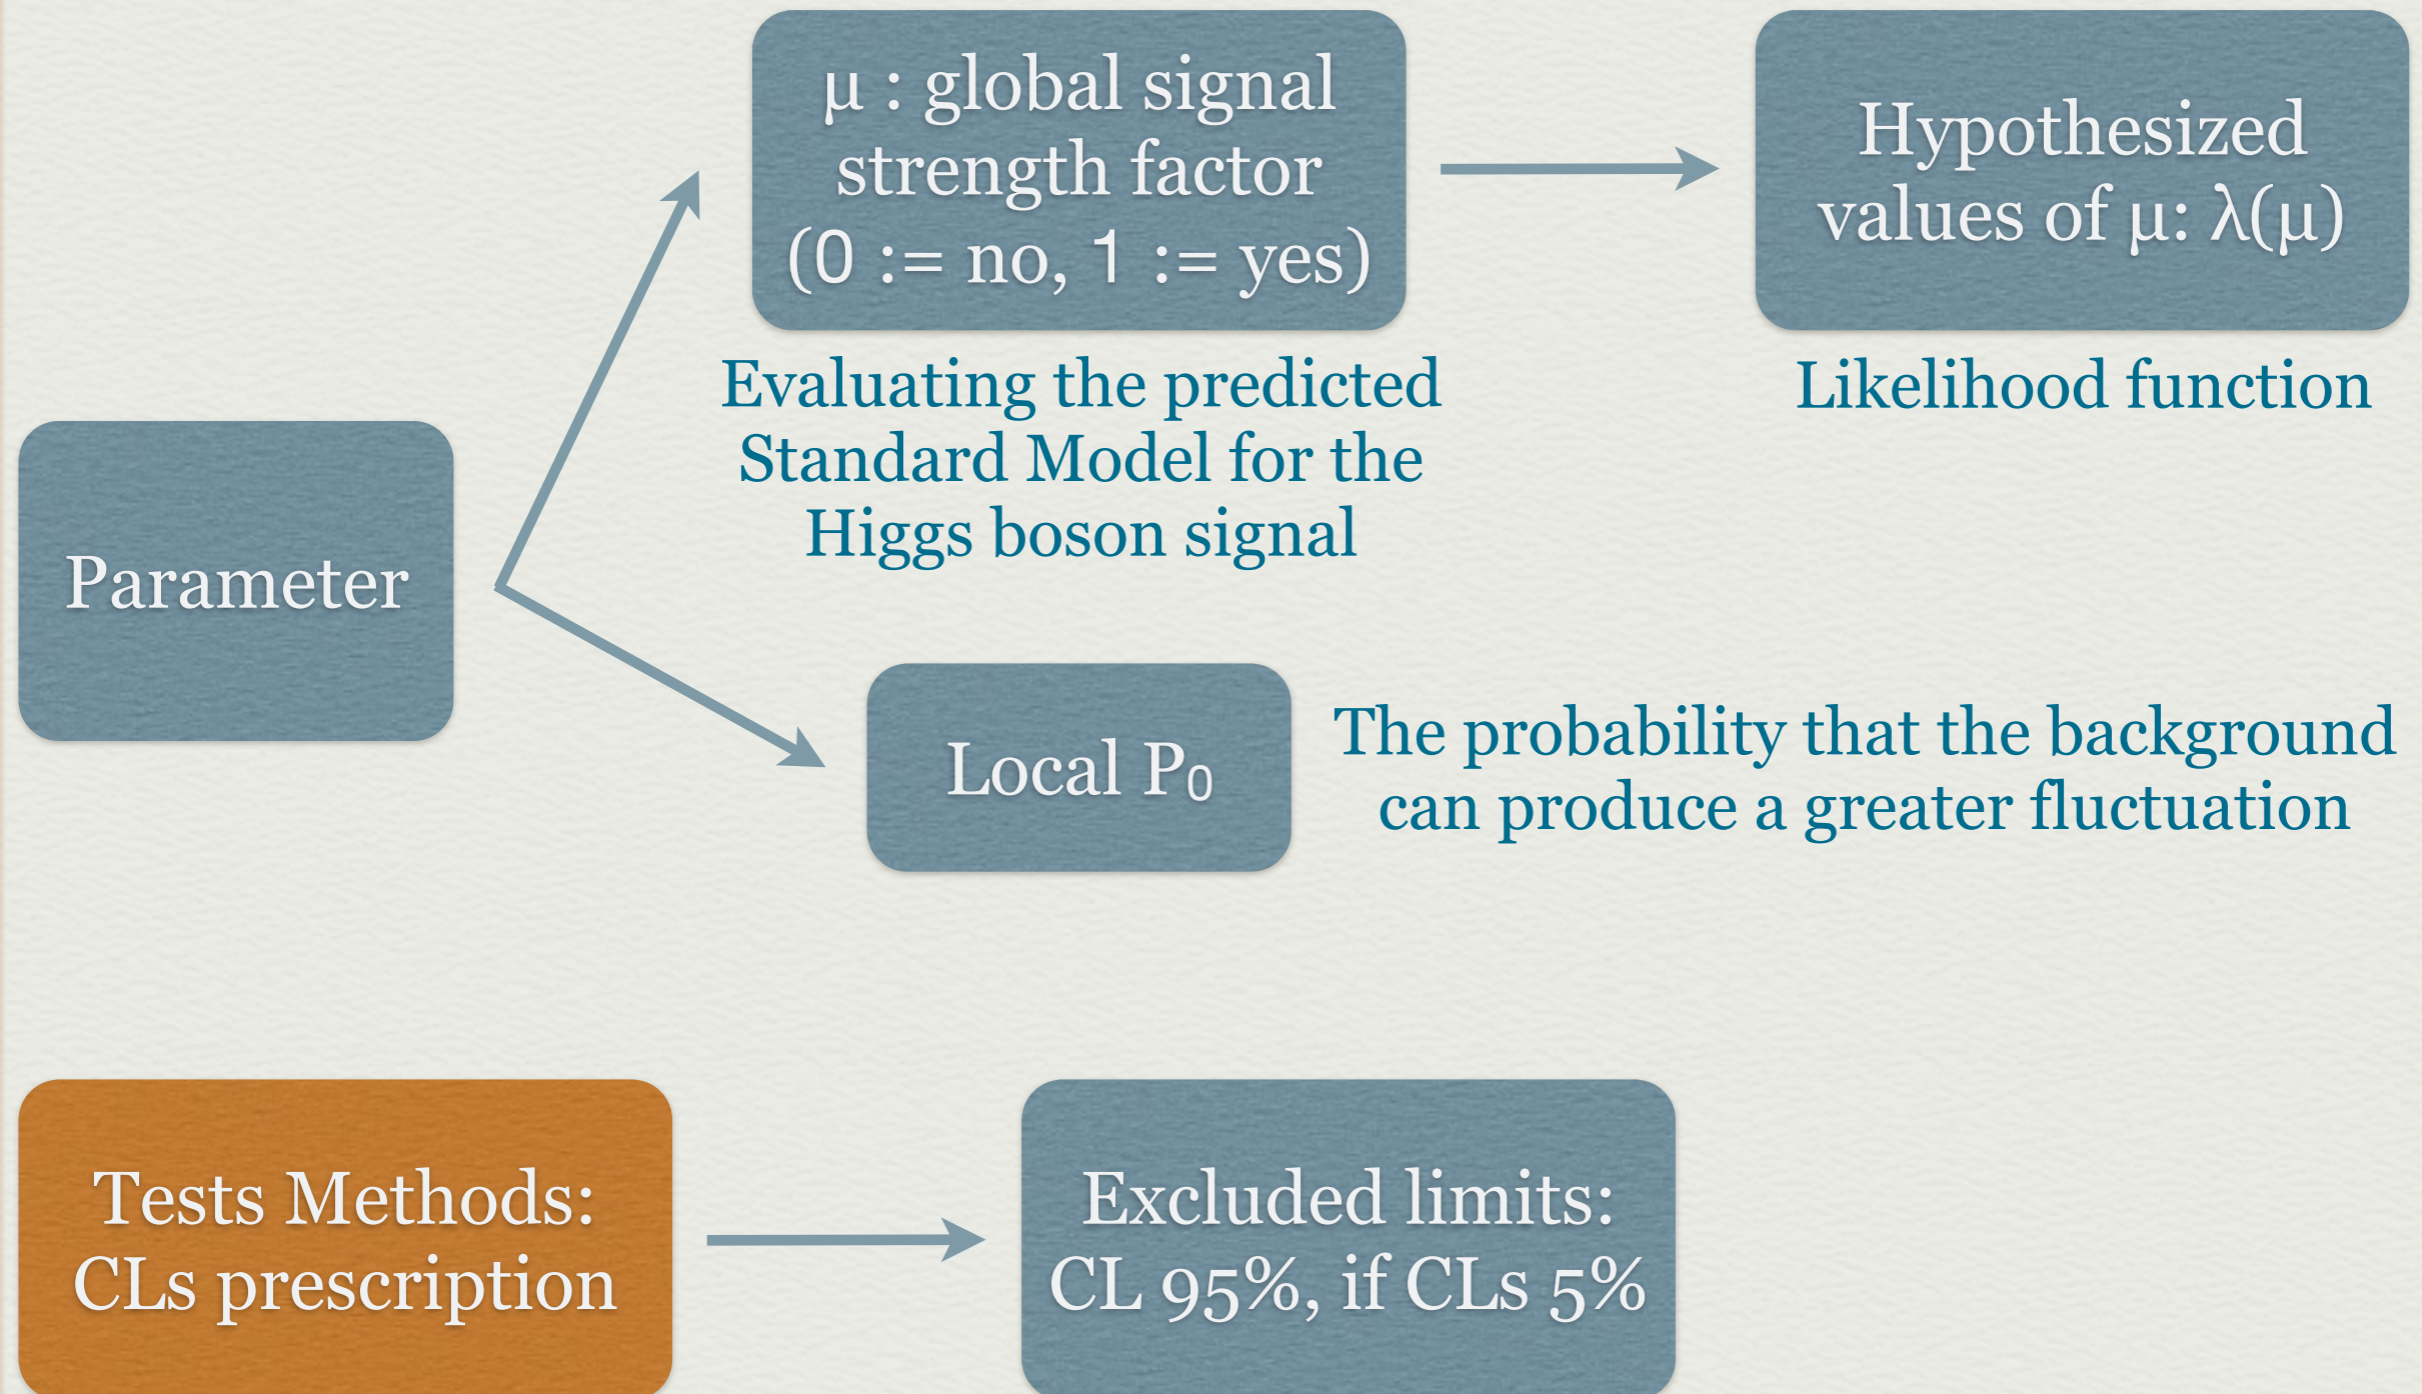 μ : global signal
strength factor
(0 := no, 1 := yes)
Hypothesized
values of μ: λ(μ)
Evaluating the predicted
Standard Model for the
Higgs boson signal
Likelihood function
Parameter
Local P₀
The probability that the background
can produce a greater fluctuation
Tests Methods:
CLs prescription
Excluded limits:
CL 95%, if CLs 5%